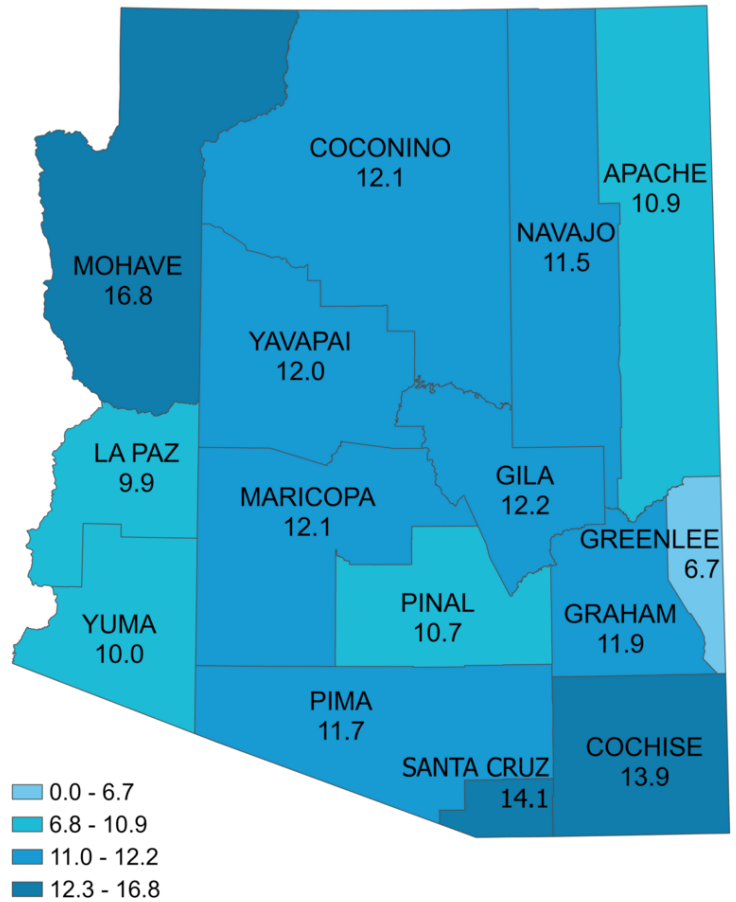 COCONINO
12.1
APACHE
10.9
NAVAJO
11.5
MOHAVE
16.8
YAVAPAI
12.0
LA PAZ
9.9
GILA
12.2
MARICOPA
12.1
GREENLEE
6.7
PINAL
10.7
GRAHAM
11.9
YUMA
10.0
PIMA
11.7
COCHISE
13.9
SANTA CRUZ
14.1
0.0 - 6.7
6.8 - 10.9
11.0 - 12.2
12.3 - 16.8